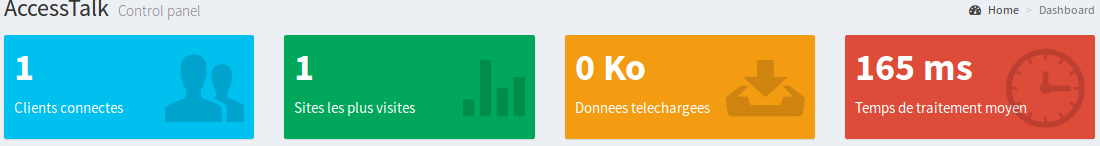 AccessTalk Control panel
Home > Dashboard
1
Clients connectes
1
Sites les plus visites
0 Ko
Donnees telechargees
165 ms
Temps de traitement moyen